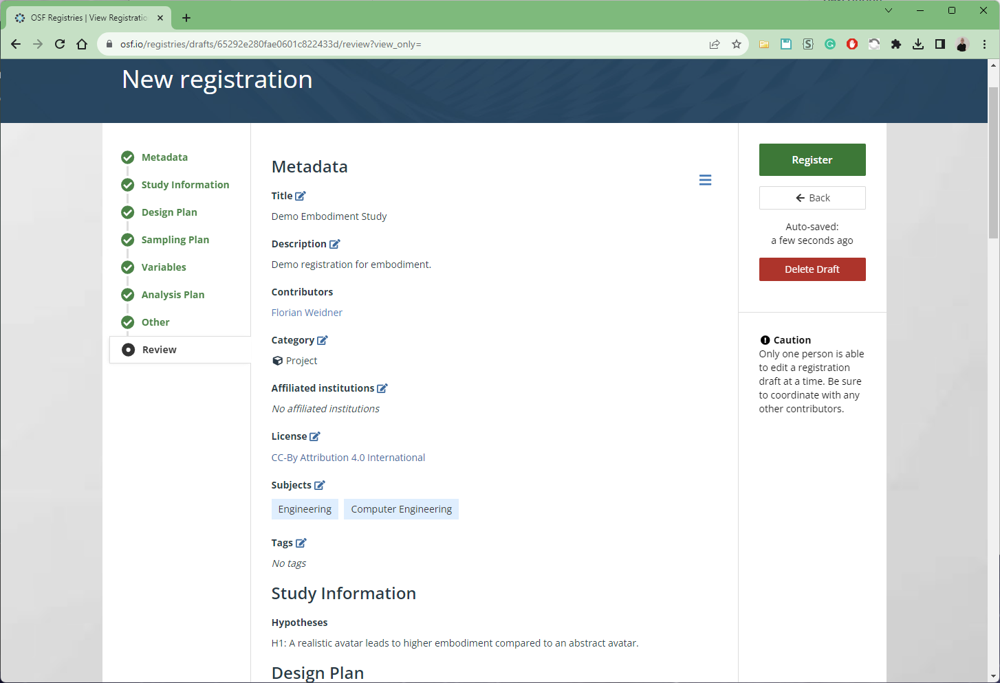 OSF Registries | View Registratio
osf.io/registries/drafts/65292e280fae0601c822433d/review?view_only=
New registration
Metadata
Study Information
Design Plan
Sampling Plan
Variables
Analysis Plan
Other
Review
Metadata
Title
Demo Embodiment Study
Description
Demo registration for embodiment.
Contributors
Florian Weidner
Category
Project
Affiliated institutions
No affiliated institutions
License
CC-By Attribution 4.0 International
Subjects
Engineering Computer Engineering
Tags
No tags
Study Information
Hypotheses
H1: A realistic avatar leads to higher embodiment compared to an abstract avatar.
Design Plan
Register
Back
Auto-saved:
a few seconds ago
Delete Draft
Caution
Only one person is able
to edit a registration
draft at a time. Be sure
to coordinate with any
other contributors.